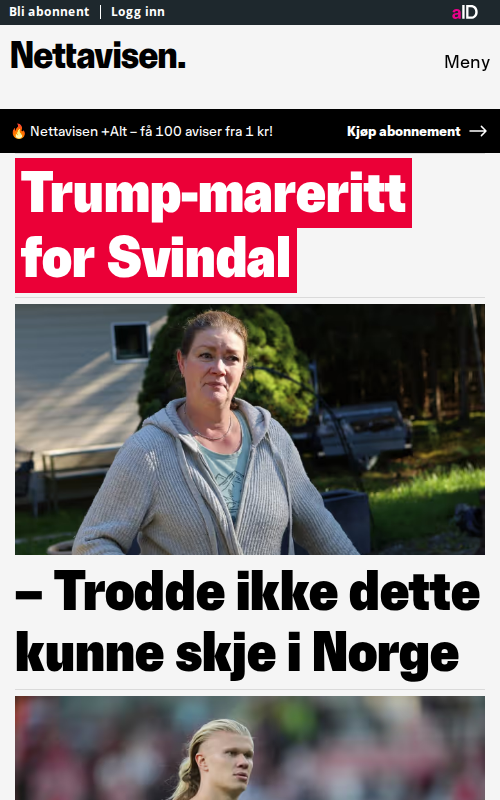 Bli abonnent | Logg inn
aID
Nettavisen.
Meny
🔥 Nettavisen +Alt – få 100 aviser fra 1 kr!
Kjøp abonnement →
Trump-mareritt
for Svindal
– Trodde ikke dette
kunne skje i Norge